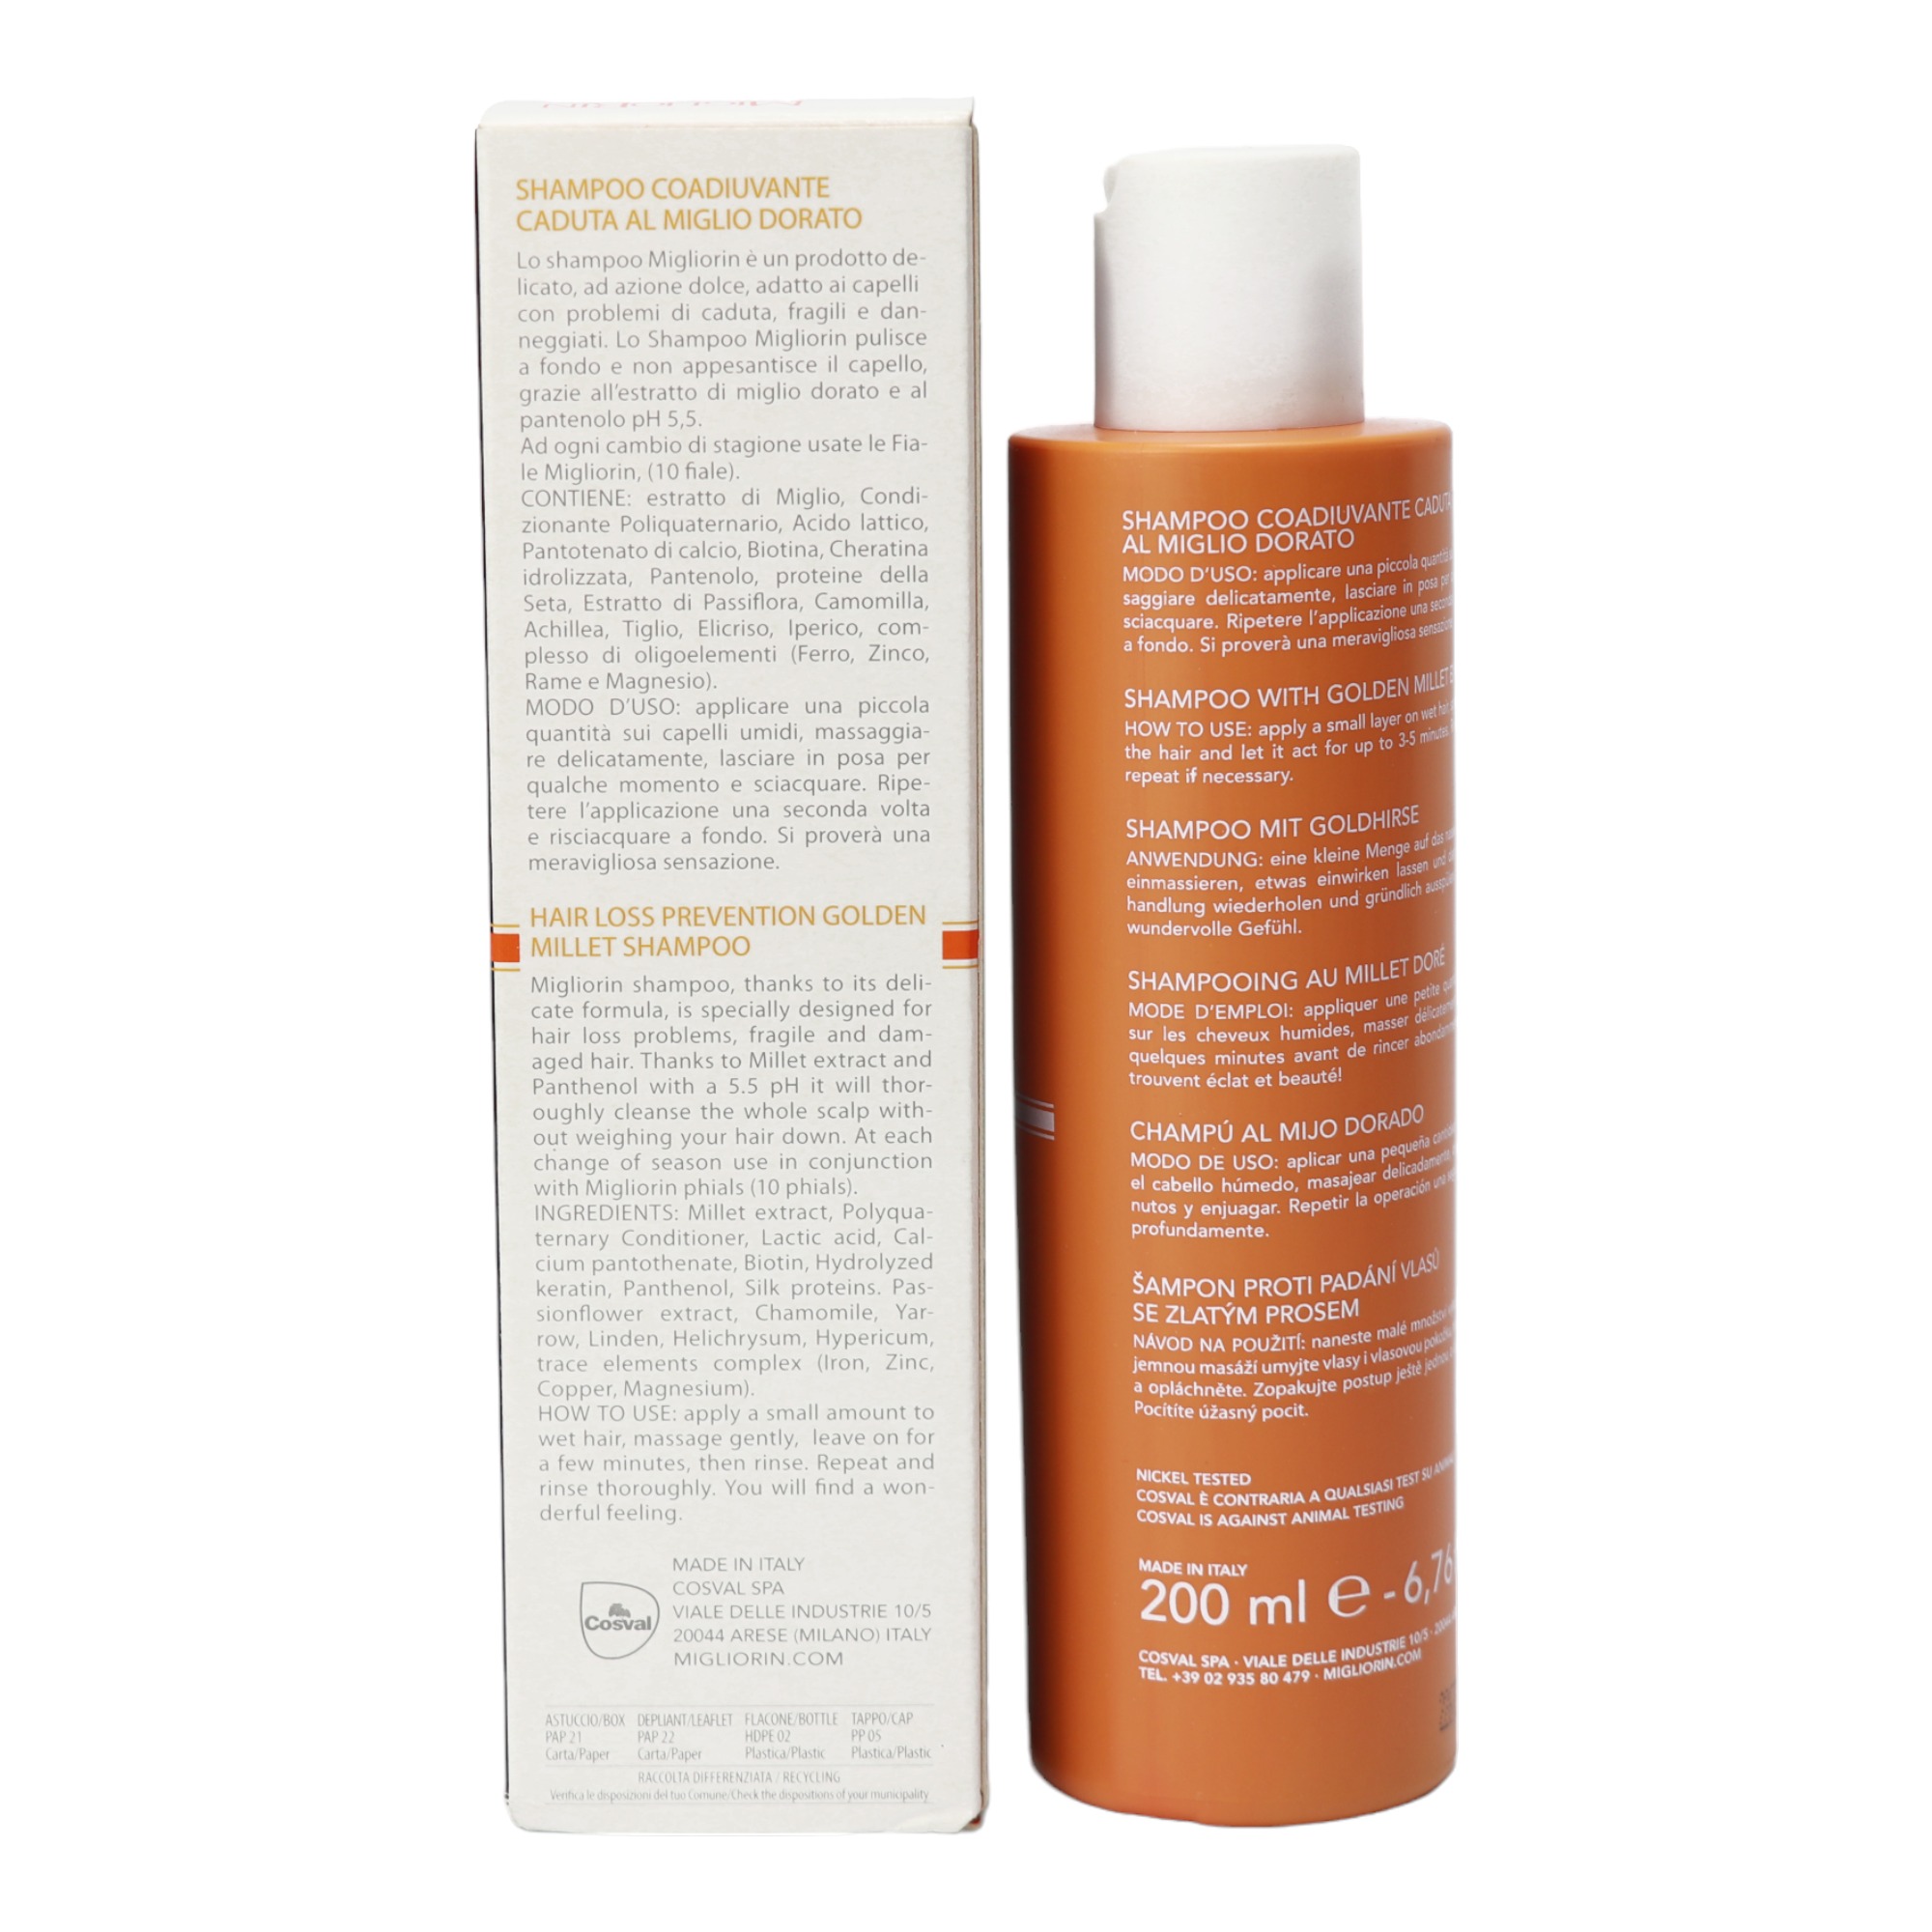 SHAMPOO COADIUVANTE
CADUTA AL MIGLIO DORATO
Lo shampoo Migliorin è un prodotto de-
licato, ad azione dolce, adatto ai capelli
con problemi di caduta, fragili e dan-
neggiati. Lo Shampoo Migliorin pulisce
a fondo e non appesantisce il capello,
grazie all'estratto di miglio dorato e al
pantenolo pH 5,5.
Ad ogni cambio di stagione usate le Fia-
le Migliorin, (10 fiale).
CONTIENE: estratto di Miglio, Condi-
zionante Poliquaternario, Acido lattico,
Pantotenato di calcio, Biotina, Cheratina
idrolizzata, Pantenolo, proteine della
Seta, Estratto di Passiflora, Camomilla,
Achillea, Tiglio, Elicriso, Iperico, com-
plesso di oligoelementi (Ferro, Zinco,
Rame e Magnesio).
MODO D'USO: applicare una piccola
quantità sui capelli umidi, massaggia-
re delicatamente, lasciare in posa per
qualche momento e sciacquare. Ripe-
tere l'applicazione una seconda volta
e risciacquare a fondo. Si proverà una
meravigliosa sensazione.
HAIR LOSS PREVENTION GOLDEN
MILLET SHAMPOO
Migliorin shampoo, thanks to its deli-
cate formula, is specially designed for
hair loss problems, fragile and dam-
aged hair. Thanks to Millet extract and
Panthenol with a 5.5 pH it will thor-
oughly cleanse the whole scalp with-
out weighing your hair down. At each
change of season use in conjunction
with Migliorin phials (10 phials).
INGREDIENTS: Millet extract, Polyqua-
ternary Conditioner, Lactic acid, Cal-
cium pantothenate, Biotin, Hydrolyzed
keratin, Panthenol, Silk proteins. Pas-
sionflower extract, Chamomile, Yar-
row, Linden, Helichrysum, Hypericum,
trace elements complex (Iron, Zinc,
Copper, Magnesium).
HOW TO USE: apply a small amount to
wet hair, massage gently, leave on for
a few minutes, then rinse. Repeat and
rinse thoroughly. You will find a won-
derful feeling.
MADE IN ITALY
COSVAL SPA
VIALE DELLE INDUSTRIE 10/5
20044 ARESE (MILANO) ITALY
MIGLIORIN.COM
Cosval
ASTUCCIO/BOX DEPLIANT/LEAFLET FLACONE/BOTTLE TAPPO/CAP
PAP 21 PAP 22 HDPE 02 PP 05
Carta/Paper Carta/Paper Plastica/Plastic Plastica/Plastic
RACCOLTA DIFFERENZIATA / RECYCLING
Verifica le disposizioni del tuo Comune/Check the dispositions of your municipality
SHAMPOO COADIUVANTE CADUTA
AL MIGLIO DORATO
MODO D'USO: applicare una piccola quantità
saggiare delicatamente, lasciare in posa per
sciacquare. Ripetere l'applicazione una
a fondo. Si proverà una meravigliosa
SHAMPOO WITH GOLDEN MILLET
HOW TO USE: apply a small layer on wet
the hair and let it act for up to 3-5 minutes.
repeat if necessary.
SHAMPOO MIT GOLDHIRSE
ANWENDUNG: eine kleine Menge auf das
einmassieren, etwas einwirken lassen und
handlung wiederholen und gründlich
wundervolle Gefühl.
SHAMPOOING AU MILLET DORÉ
MODE D'EMPLOI: appliquer une petite
sur les cheveux humides, masser
quelques minutes avant de rincer
trouvent éclat et beauté!
CHAMPÚ AL MIJO DORADO
MODO DE USO: aplicar una pequeña
el cabello húmedo, masajear delicadamente,
nutos y enjuagar. Repetir la operación una
profundamente.
ŠAMPON PROTI PADÁNÍ VLASŮ
SE ZLATÝM PROSEM
NÁVOD NA POUŽITÍ: naneste malé množství
jemnou masáží umyjte vlasy i vlasovou
a opláchněte. Zopakujte postup ještě
Pocítíte úžasný pocit.
NICKEL TESTED
COSVAL È CONTRARIA A QUALSIASI TEST SU
COSVAL IS AGAINST ANIMAL TESTING
MADE IN ITALY
200 ml e - 6,76
COSVAL SPA · VIALE DELLE INDUSTRIE 10/5 ·
TEL. +39 02 935 80 479 · MIGLIORIN.COM